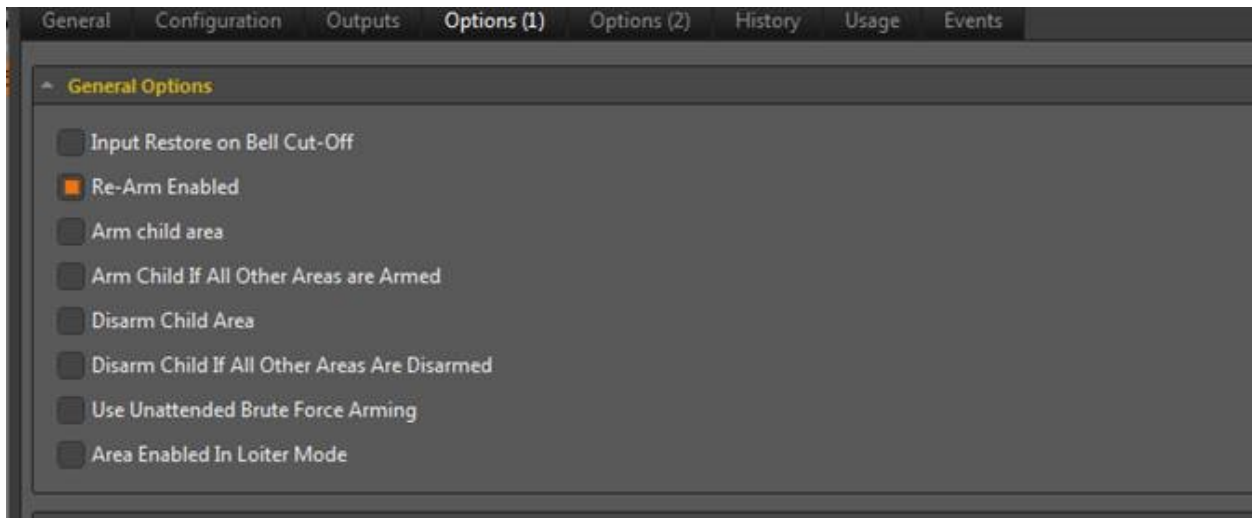 General Configuration Outputs Options (1) Options (2) History Usage Events
General Options
Input Restore on Bell Cut-Off
Re-Arm Enabled
Arm child area
Arm Child If All Other Areas are Armed
Disarm Child Area
Disarm Child If All Other Areas Are Disarmed
Use Unattended Brute Force Arming
Area Enabled In Loiter Mode